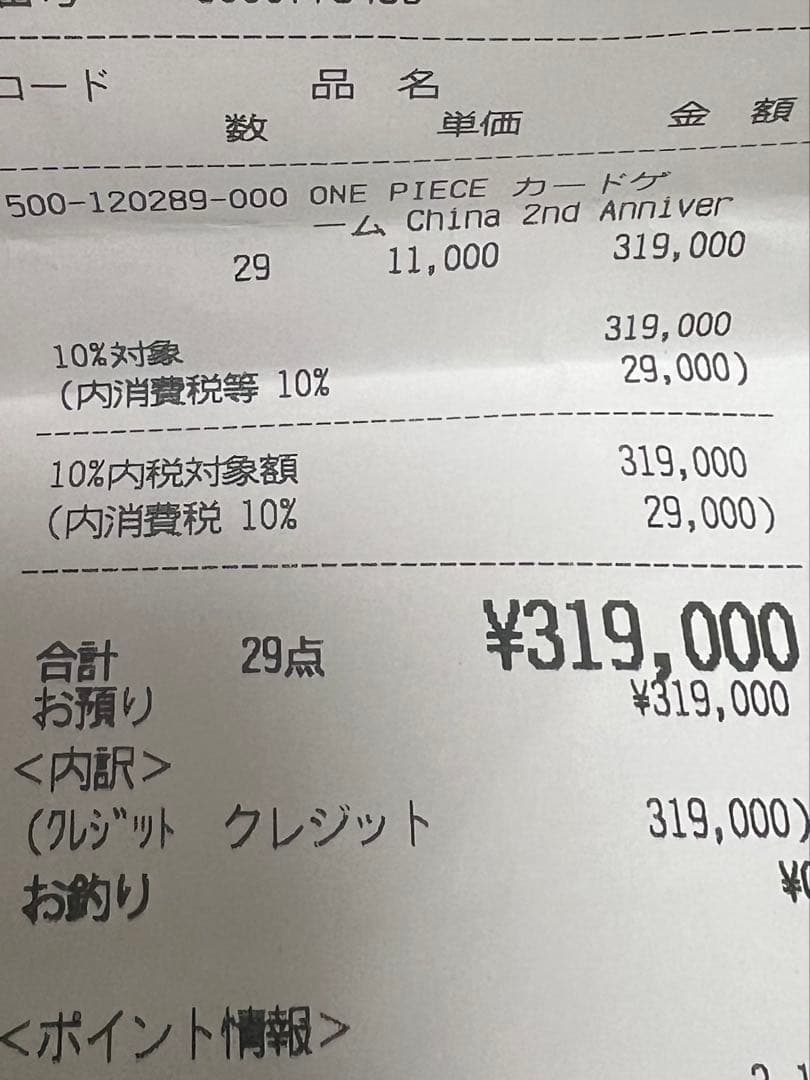 コード 品名
数 単価 金額
500-120289-000 ONE PIECE カードゲ
ーム China 2nd Anniver
29 11,000 319,000
10%対象 319,000
(内消費税等 10% 29,000)
10%内税対象額 319,000
(内消費税 10% 29,000)
合計 29点 ¥319,000
お預り ¥319,000
<内訳>
(ｸﾚｼﾞｯﾄ クレジット 319,000)
お釣り ¥0
<ポイント情報>